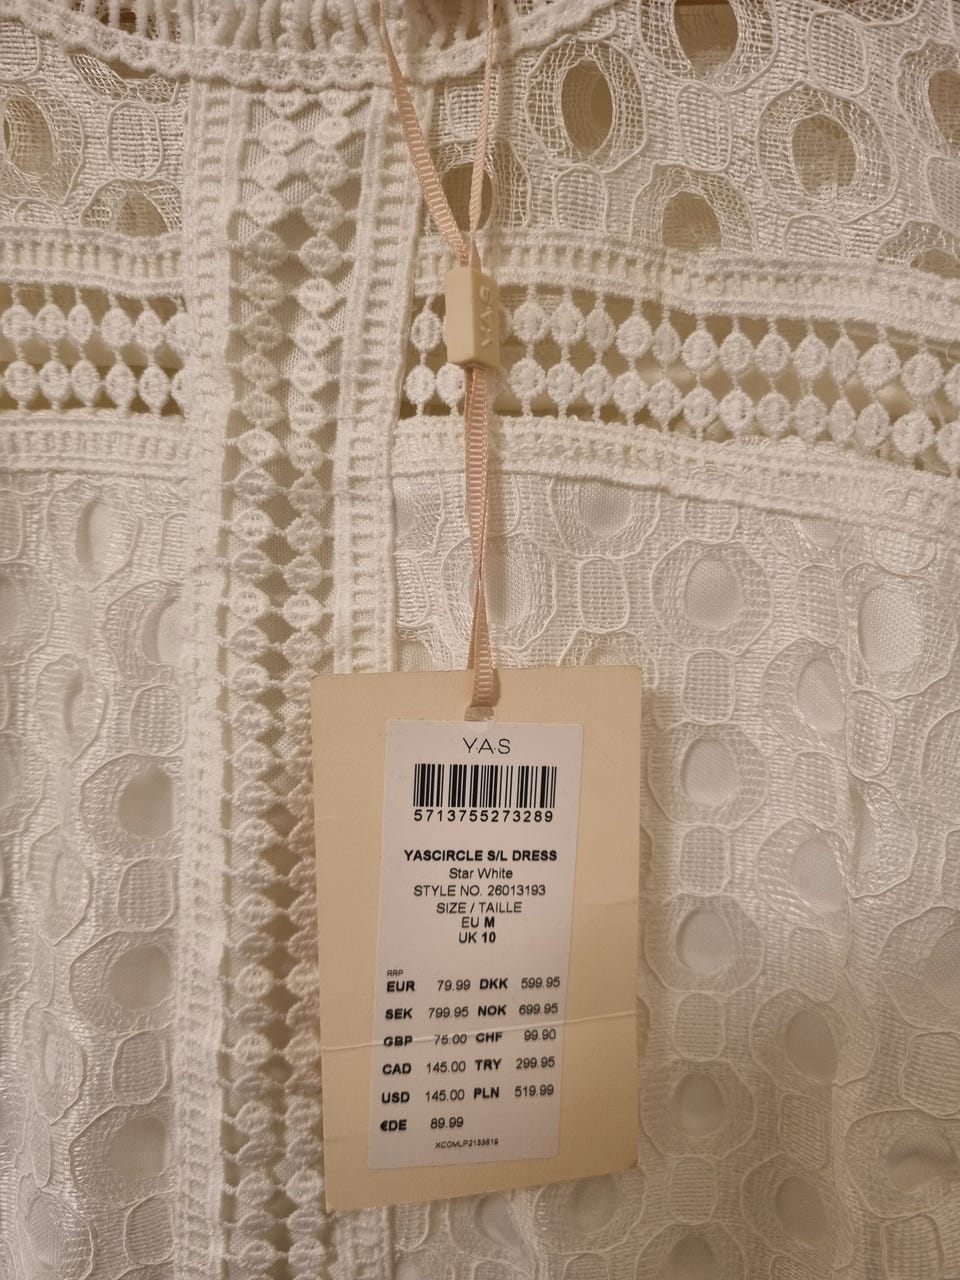 Y.A.S
Y.A.S
5713755273289
YASCIRCLE S/L DRESS
Star White
STYLE NO. 26013193
SIZE / TAILLE
EU M
UK 10
RRP
EUR 79.99 DKK 599.95
SEK 799.95 NOK 699.95
GBP 75.00 CHF 99.90
CAD 145.00 TRY 299.95
USD 145.00 PLN 519.99
€DE 89.99
XCOMLP2133619